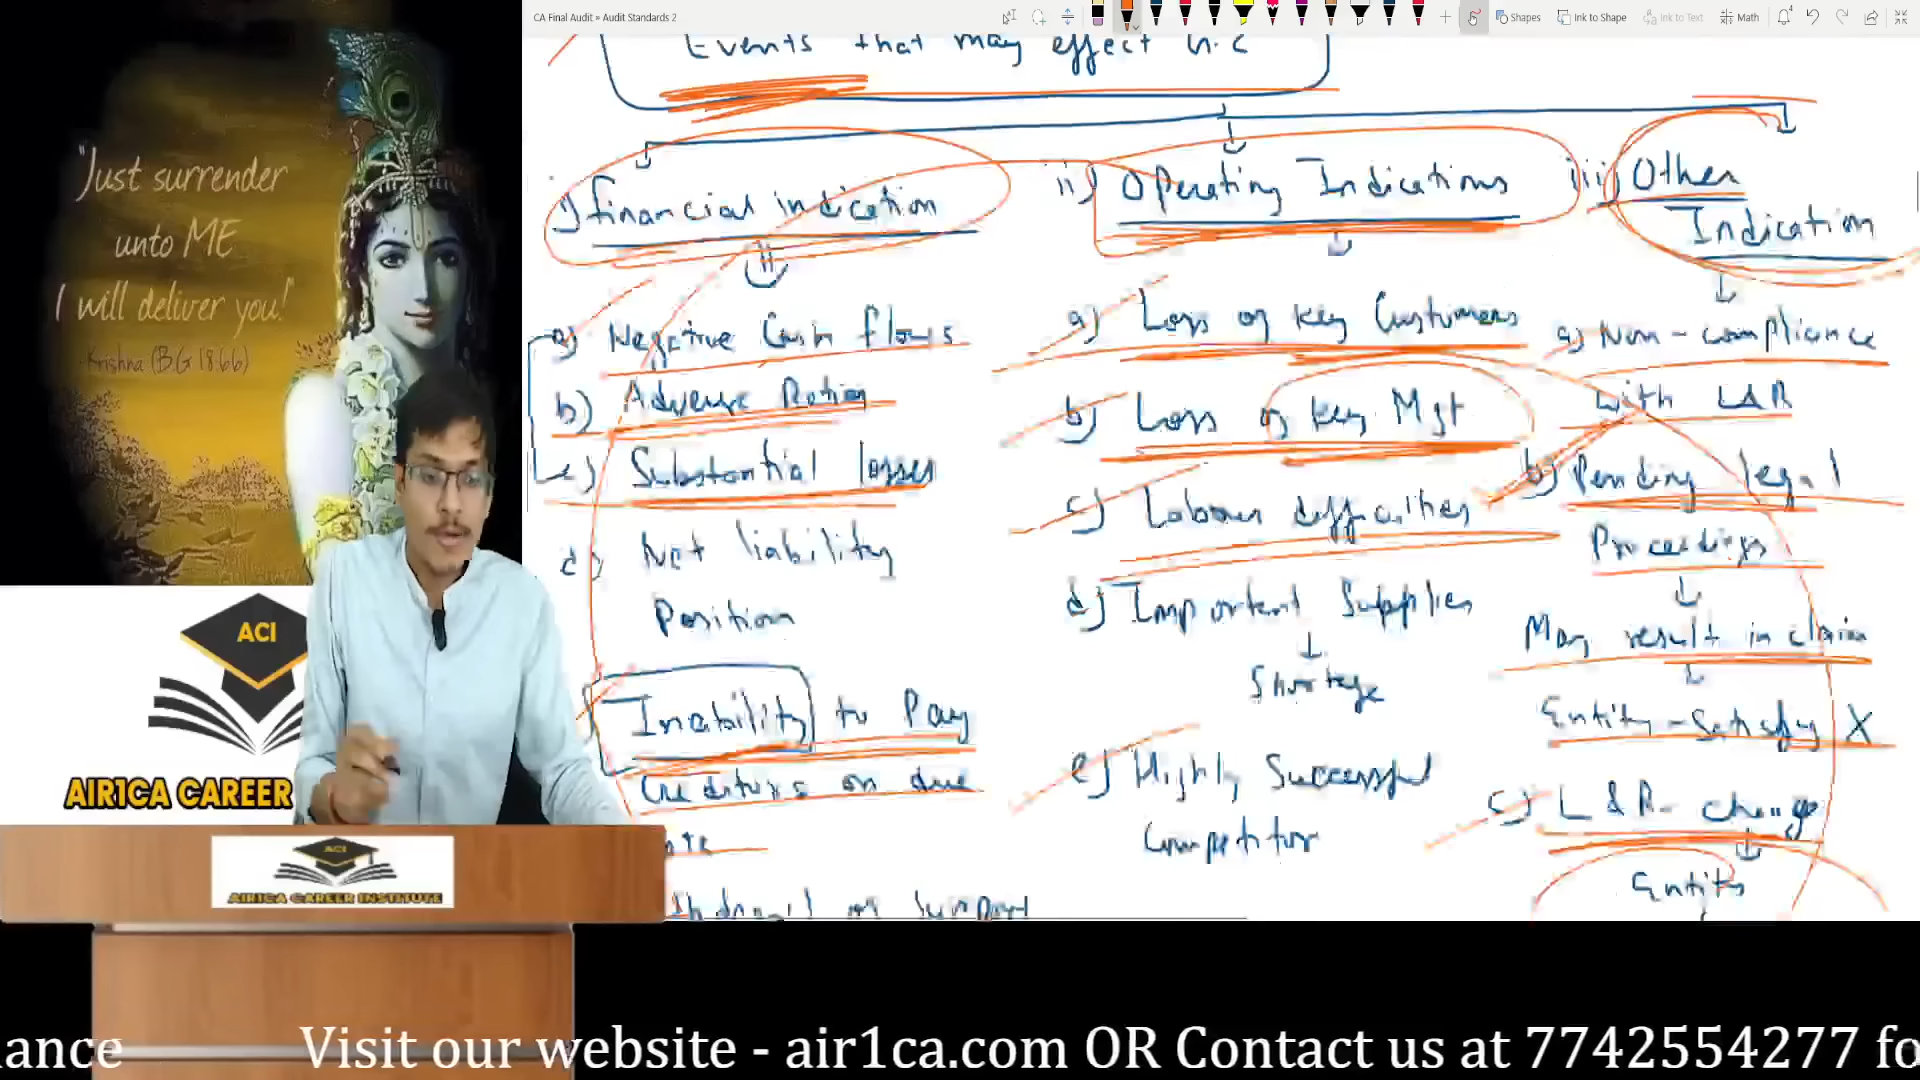 CA Final Audit » Audit Standards 2
Shapes
Ink to Shape
Ink to Text
Math
Events that may effect G.C
i) financial indication
ii) Operating Indications
iii) Other
Indication
a) Negative Cash flows
b) Adverse Ratios
c) Substantial losses
d) Net liability
Position
Inability to Pay
Creditors on due
a) Loss of key Customers
b) Loss of key Mgt
c) Labour difficulties
d) Important Supplies
Shortage
e) Highly Successful
Competitor
a) Non-compliance
with L&R
b) Pending legal
Proceedings
May result in claim
Entity-Satisfy X
c) L & R- change
Entity
"Just surrender
unto ME
I will deliver you!"
-Krishna (B.G 18.66)
ACI
AIR1CA CAREER
ACI
AIR1CA CAREER INSTITUTE
Visit our website - air1ca.com OR Contact us at 7742554277